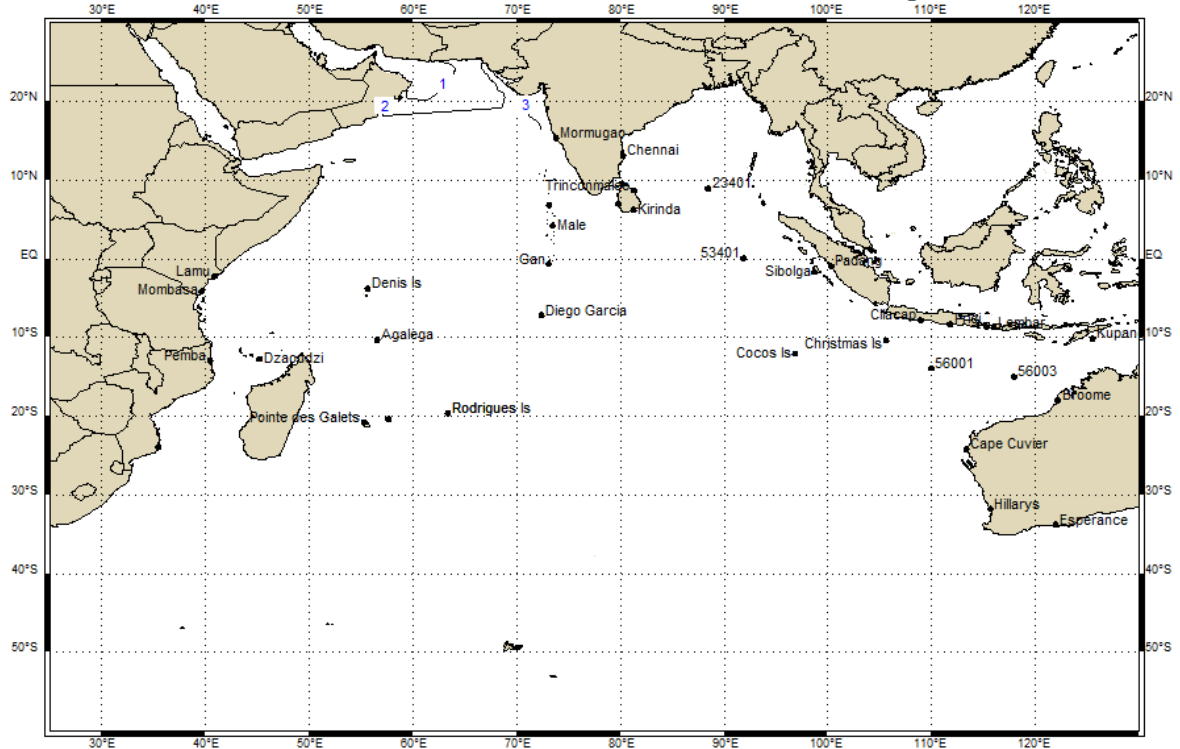 30°E 40°E 50°E 60°E 70°E 80°E 90°E 100°E 110°E 120°E
1
20°N 2 3 20°N
Mormugao
Chennai
10°N Trinconmalee 23401 10°N
Kirinda
Male
EQ Gan 53401 Sibolga Padang EQ
Lamu
Mombasa Denis Is
Diego Garcia Cilacap Lembar
10°S Agalega Christmas Is Kupan 10°S
Pemba Dzaoudzi Cocos Is 56001 56003
Broome
20°S Pointe des Galets Rodrigues Is 20°S
Cape Cuvier
30°S 30°S
Hillarys
Esperance
40°S 40°S
50°S 50°S
30°E 40°E 50°E 60°E 70°E 80°E 90°E 100°E 110°E 120°E